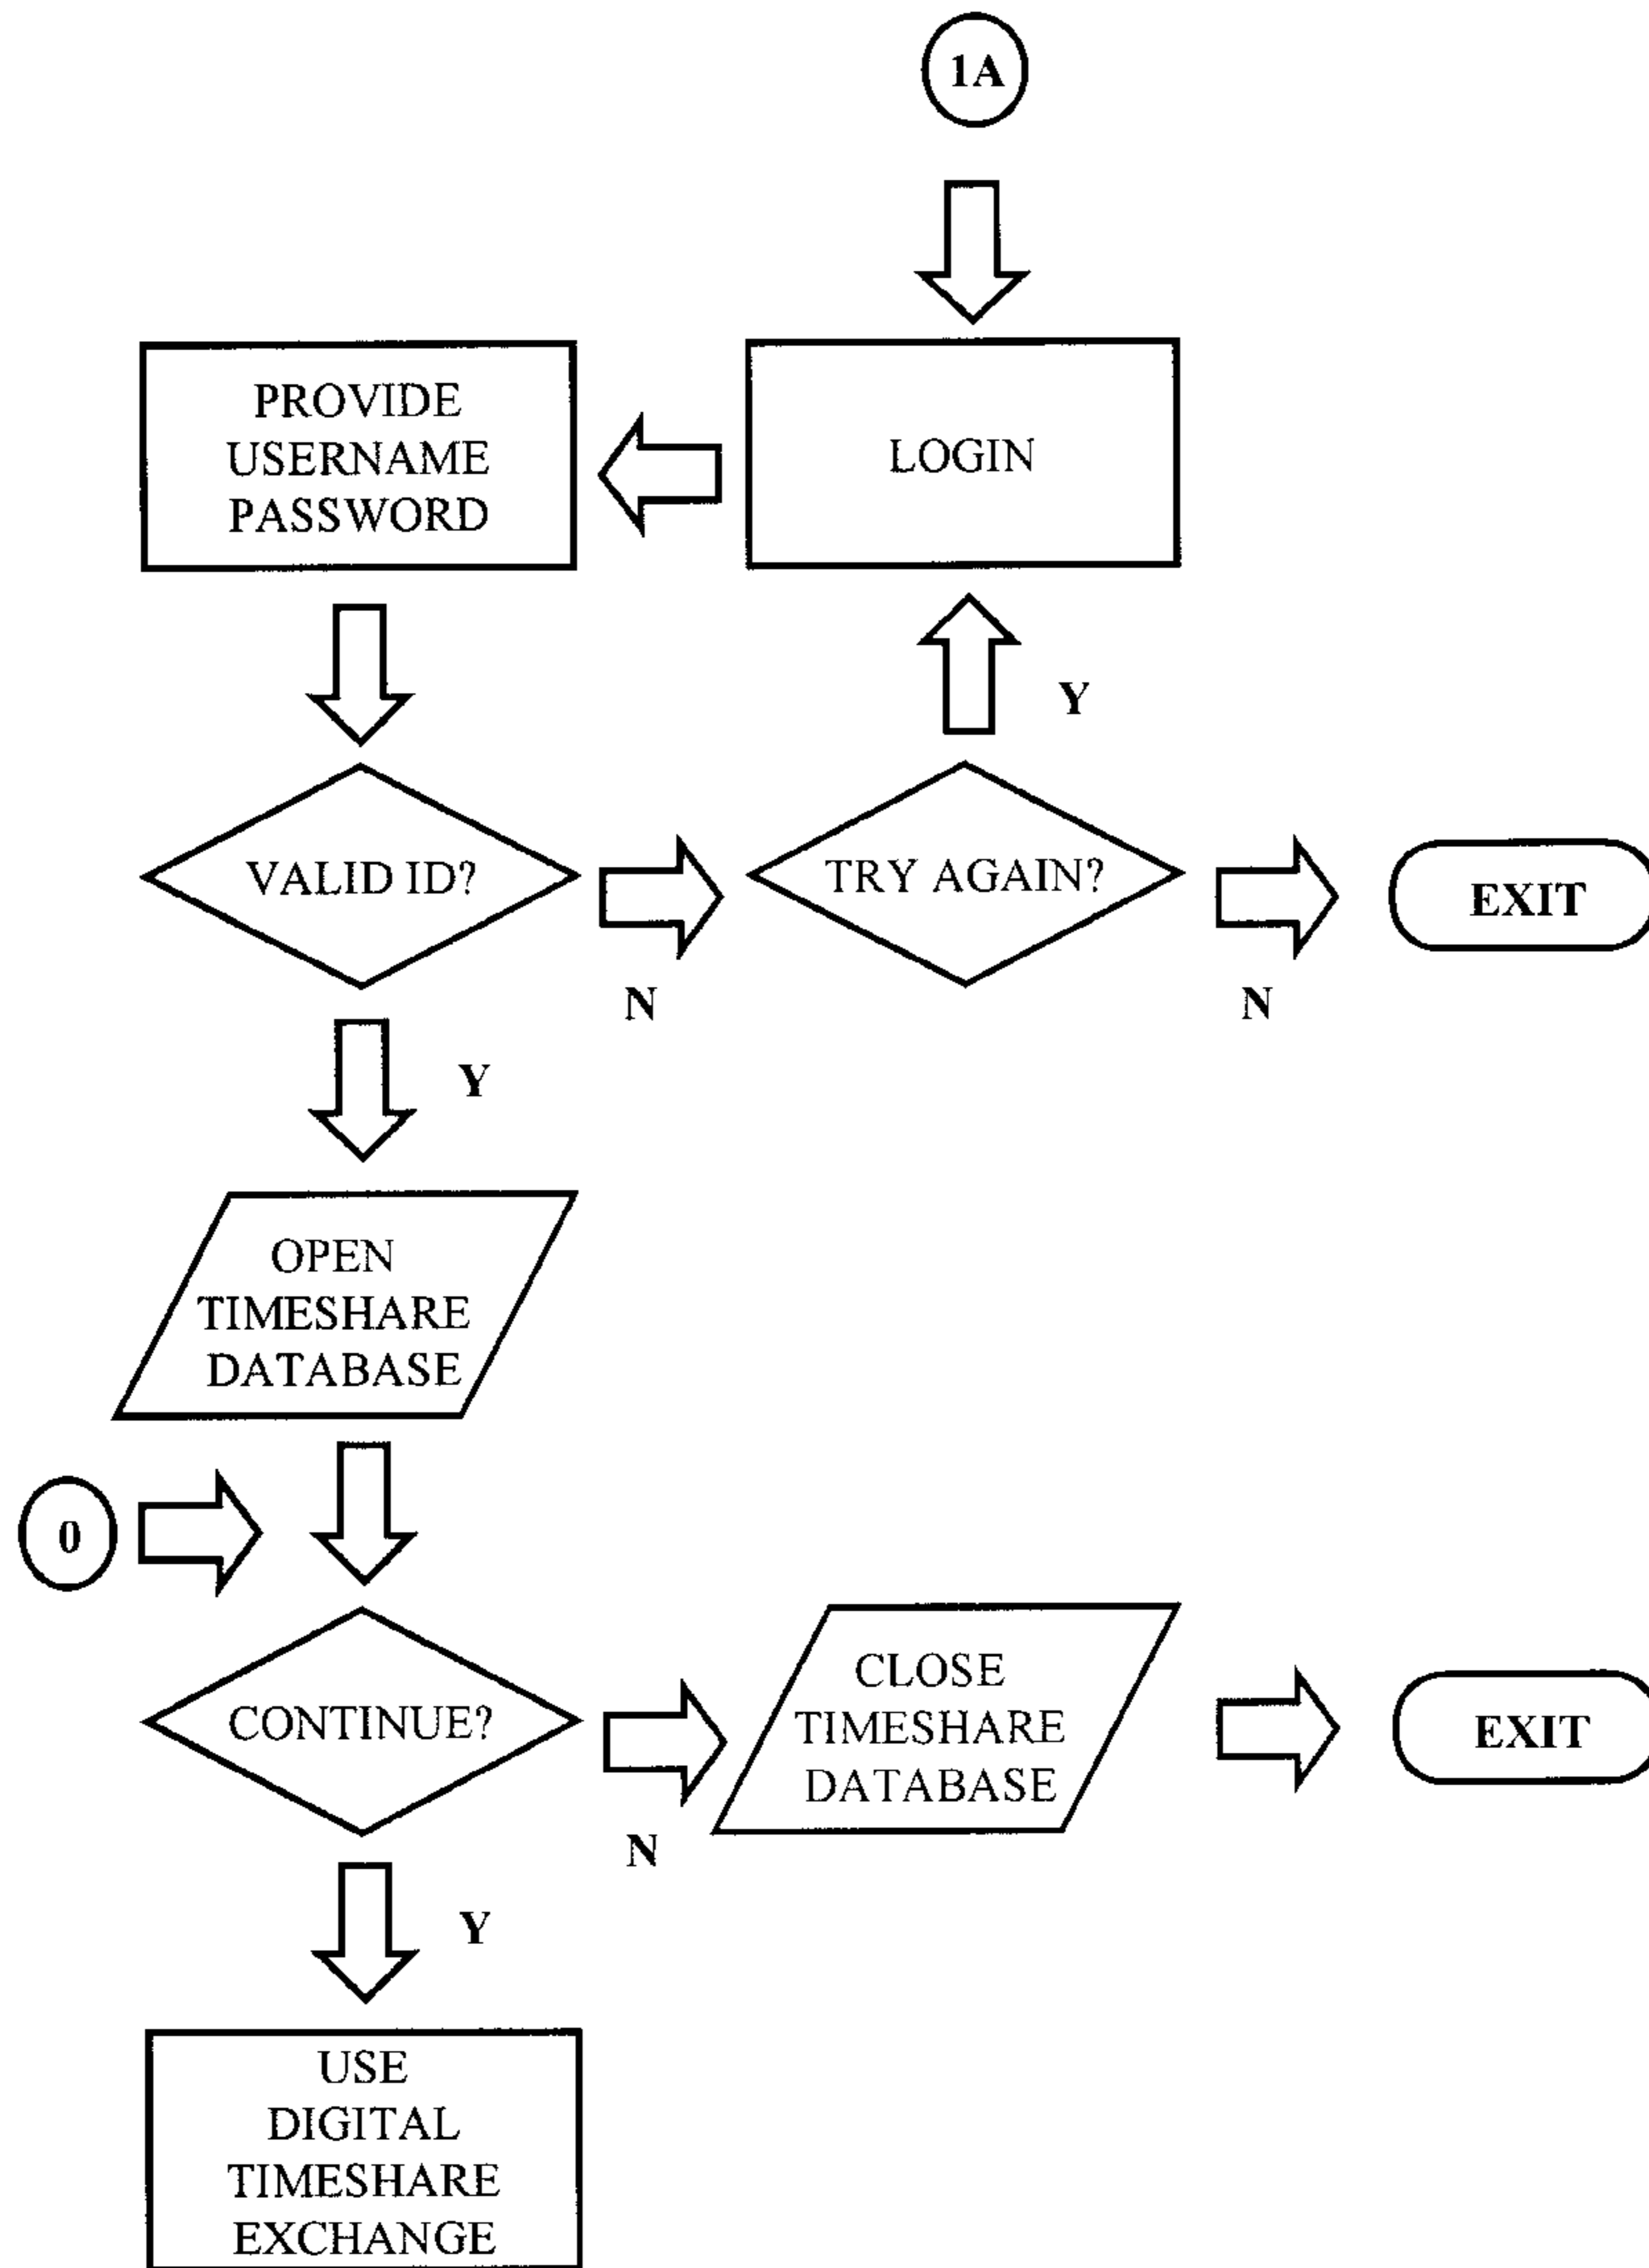 1A
PROVIDE
USERNAME
PASSWORD
LOGIN
Y
VALID ID?
TRY AGAIN?
EXIT
N
N
Y
OPEN
TIMESHARE
DATABASE
0
CONTINUE?
CLOSE
TIMESHARE
DATABASE
EXIT
N
Y
USE
DIGITAL
TIMESHARE
EXCHANGE